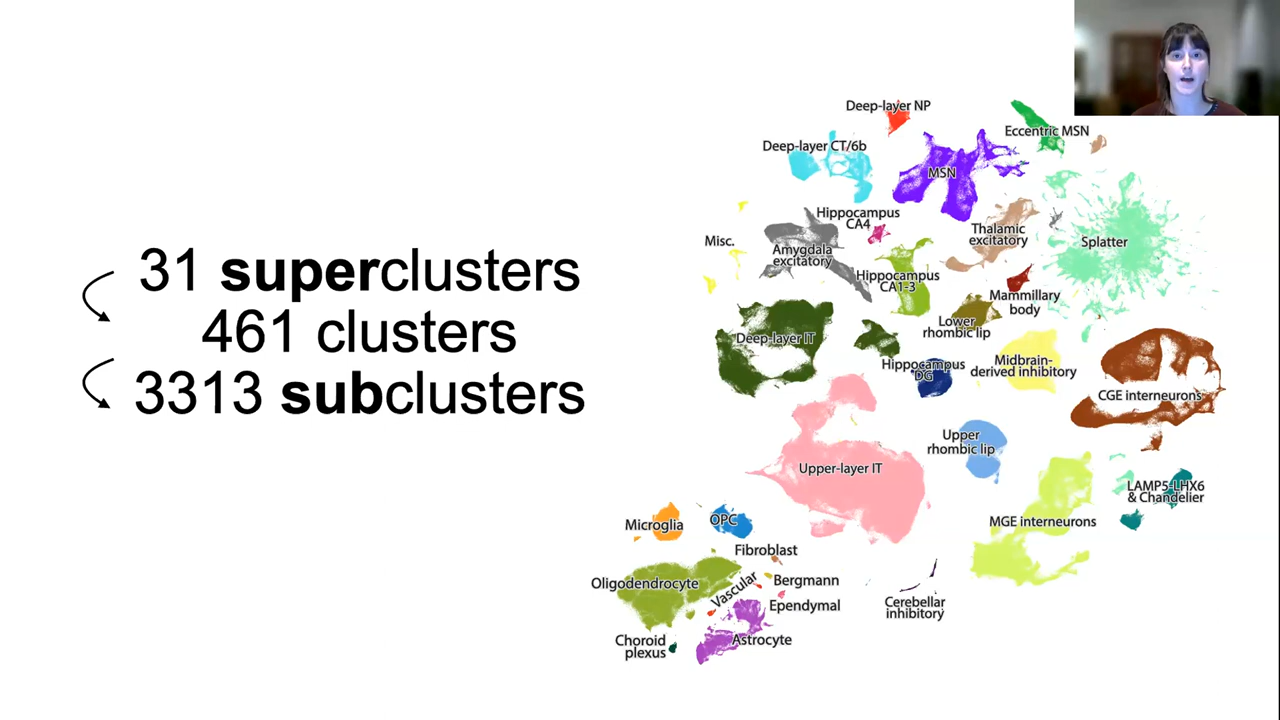 31 superclusters
461 clusters
3313 subclusters
Deep-layer NP
Eccentric MSN
Deep-layer CT/6b
MSN
Hippocampus
CA4
Misc.
Amygdala
excitatory
Thalamic
excitatory
Splatter
Hippocampus
CA1-3
Mammillary
body
Lower
rhombic lip
Deep-layer IT
Hippocampus
DG
Midbrain-
derived inhibitory
CGE interneurons
Upper
rhombic lip
Upper-layer IT
LAMP5-LHX6
& Chandelier
MGE interneurons
Microglia
OPC
Fibroblast
Oligodendrocyte
Vascular
Bergmann
Ependymal
Cerebellar
inhibitory
Choroid
plexus
Astrocyte